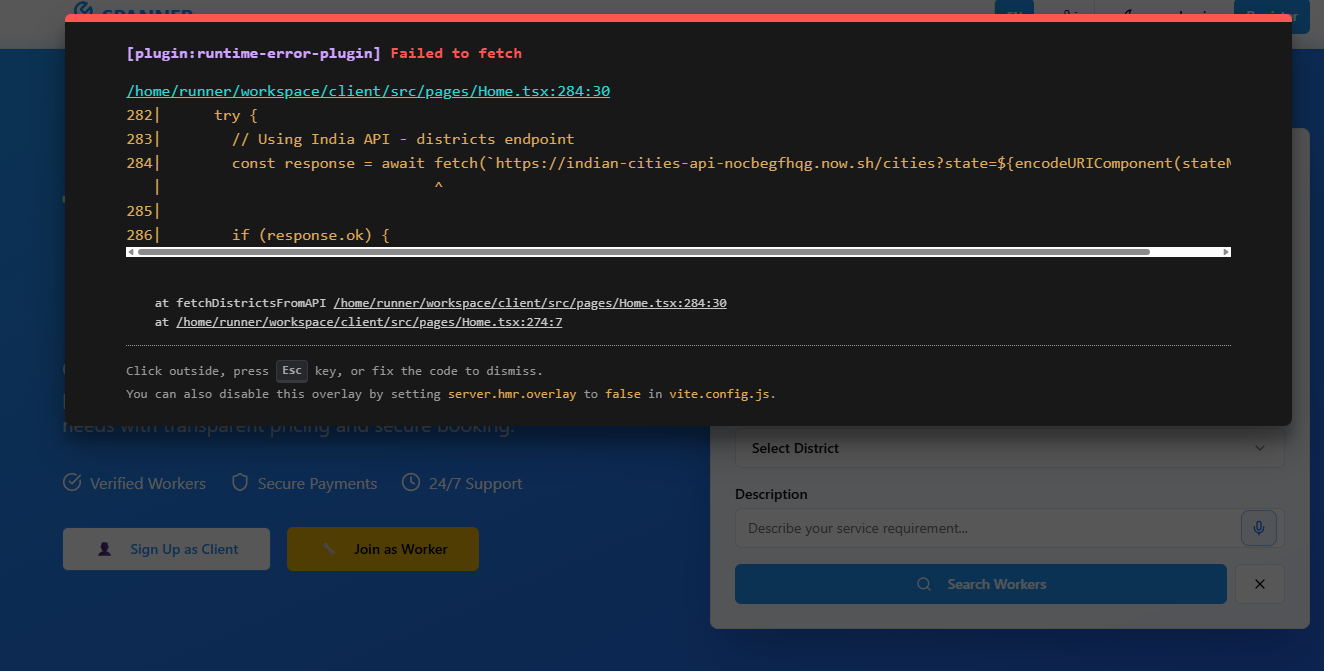 SPANNER
EN
Login
Register
[plugin:runtime-error-plugin] Failed to fetch
/home/runner/workspace/client/src/pages/Home.tsx:284:30
282| try {
283| // Using India API - districts endpoint
284| const response = await fetch(`https://indian-cities-api-nocbegfhqg.now.sh/cities?state=${encodeURIComponent(state
| ^
285|
286| if (response.ok) {
at fetchDistrictsFromAPI /home/runner/workspace/client/src/pages/Home.tsx:284:30
at /home/runner/workspace/client/src/pages/Home.tsx:274:7
Click outside, press Esc key, or fix the code to dismiss.
You can also disable this overlay by setting server.hmr.overlay to false in vite.config.js.
needs with transparent pricing and secure booking.
Select District
Verified Workers Secure Payments 24/7 Support
Description
Describe your service requirement...
Sign Up as Client Join as Worker
Search Workers